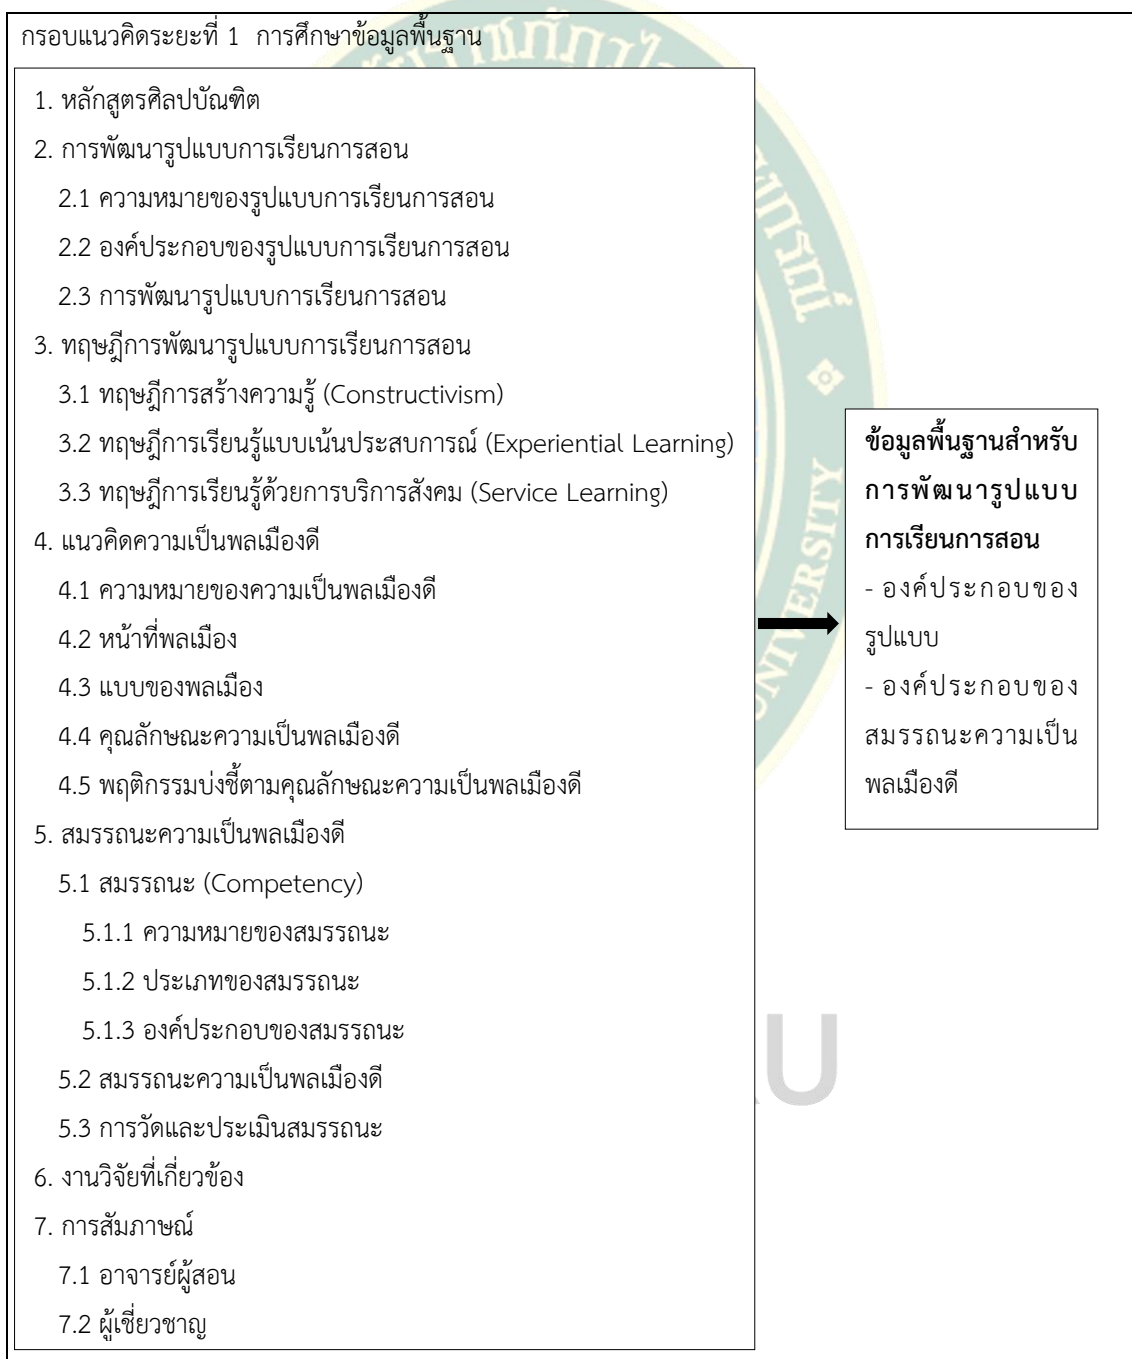 กรอบแนวคิดระยะที่ 1 การศึกษาข้อมูลพื้นฐาน
1. หลักสูตรศิลปบัณฑิต
2. การพัฒนารูปแบบการเรียนการสอน
2.1 ความหมายของรูปแบบการเรียนการสอน
2.2 องค์ประกอบของรูปแบบการเรียนการสอน
2.3 การพัฒนารูปแบบการเรียนการสอน
3. ทฤษฎีการพัฒนารูปแบบการเรียนการสอน
3.1 ทฤษฎีการสร้างความรู้ (Constructivism)
3.2 ทฤษฎีการเรียนรู้แบบเน้นประสบการณ์ (Experiential Learning)
3.3 ทฤษฎีการเรียนรู้ด้วยการบริการสังคม (Service Learning)
4. แนวคิดความเป็นพลเมืองดี
4.1 ความหมายของความเป็นพลเมืองดี
4.2 หน้าที่พลเมือง
4.3 แบบของพลเมือง
4.4 คุณลักษณะความเป็นพลเมืองดี
4.5 พฤติกรรมบ่งชี้ตามคุณลักษณะความเป็นพลเมืองดี
5. สมรรถนะความเป็นพลเมืองดี
5.1 สมรรถนะ (Competency)
5.1.1 ความหมายของสมรรถนะ
5.1.2 ประเภทของสมรรถนะ
5.1.3 องค์ประกอบของสมรรถนะ
5.2 สมรรถนะความเป็นพลเมืองดี
5.3 การวัดและประเมินสมรรถนะ
6. งานวิจัยที่เกี่ยวข้อง
7. การสัมภาษณ์
7.1 อาจารย์ผู้สอน
7.2 ผู้เชี่ยวชาญ
ข้อมูลพื้นฐานสำหรับ
การพัฒนารูปแบบ
การเรียนการสอน
- องค์ประกอบของ
รูปแบบ
- องค์ประกอบของ
สมรรถนะความเป็น
พลเมืองดี